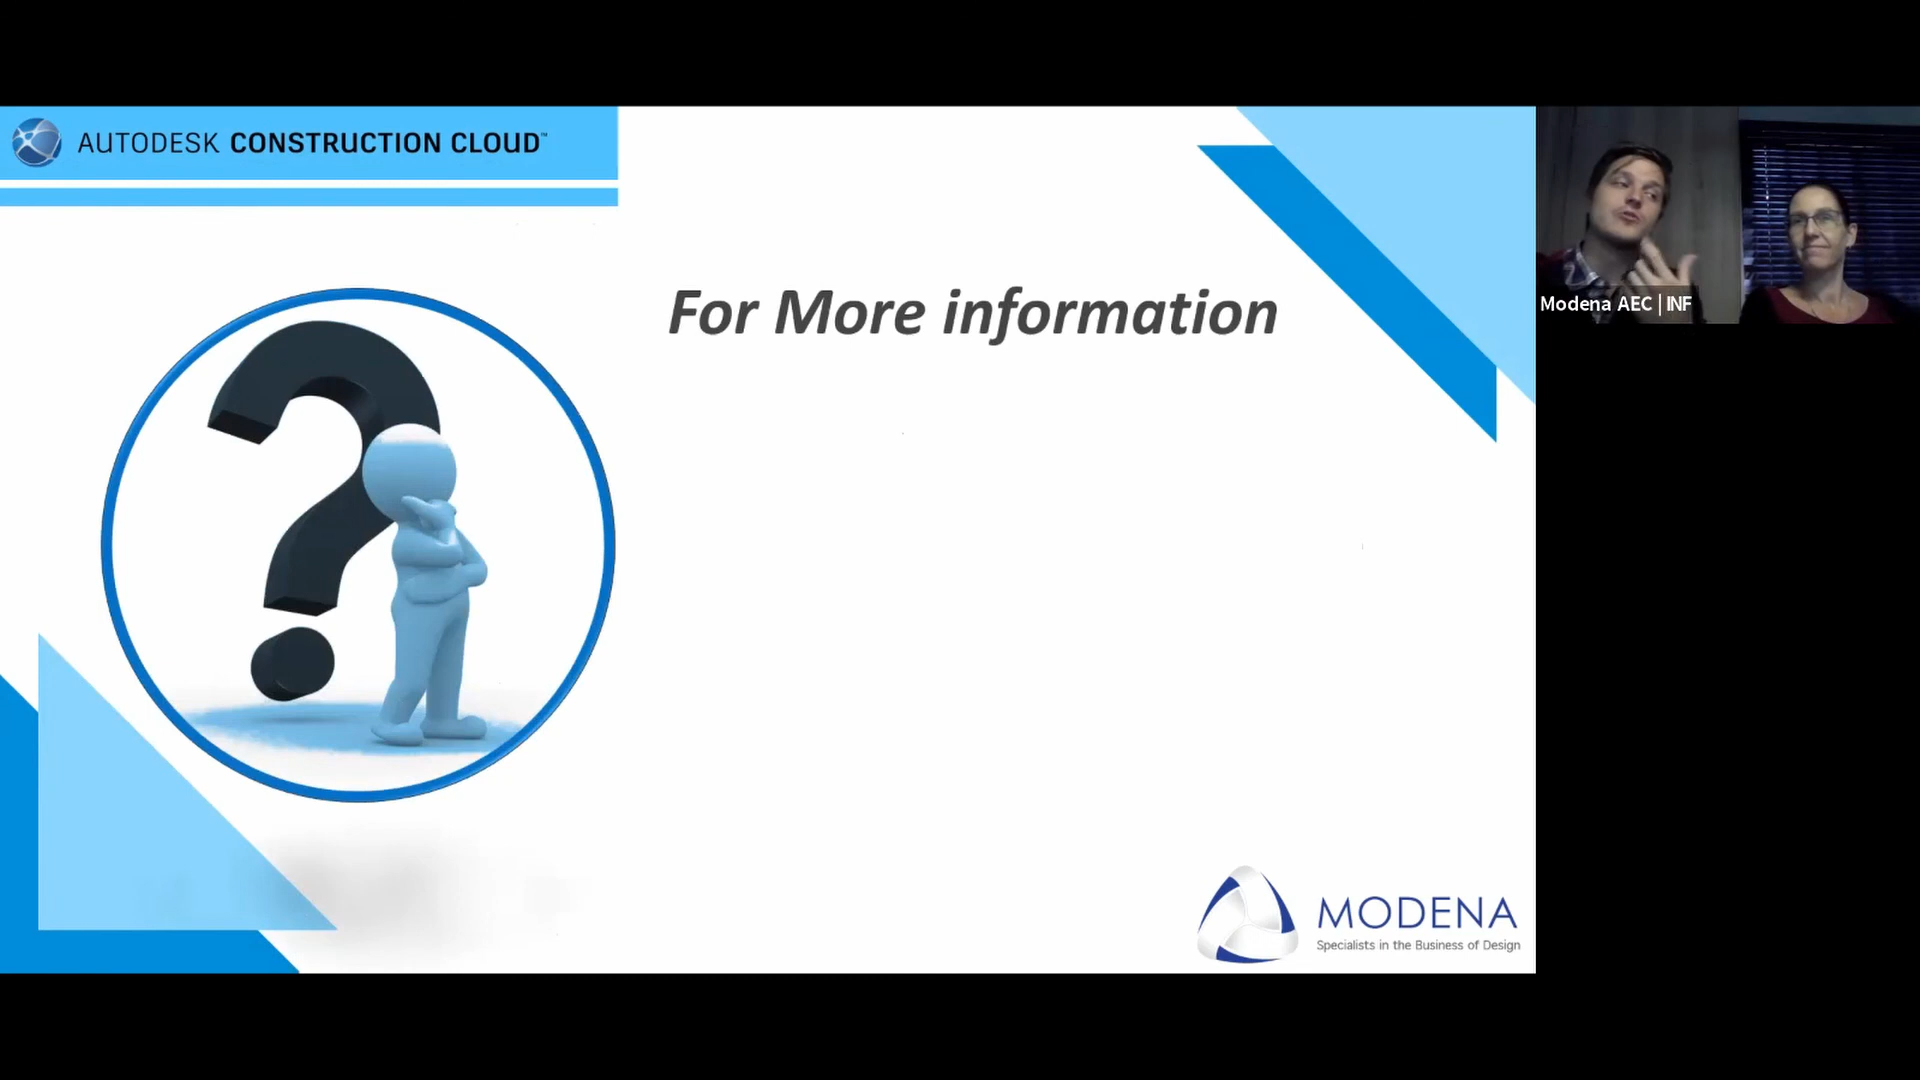 AUTODESK CONSTRUCTION CLOUD™
For More information
Modena AEC | INF
MODENA
Specialists in the Business of Design